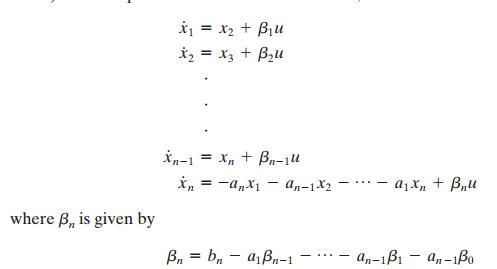 ẋ₁ = x₂ + β₁u
ẋ₂ = x₃ + β₂u
.
.
.
ẋₙ₋₁ = xₙ + βₙ₋₁u
ẋₙ = −aₙx₁ − aₙ₋₁x₂ − ··· − a₁xₙ + βₙu
where βₙ is given by
βₙ = bₙ − a₁βₙ₋₁ − ··· − aₙ₋₁β₁ − aₙ₋₁β₀